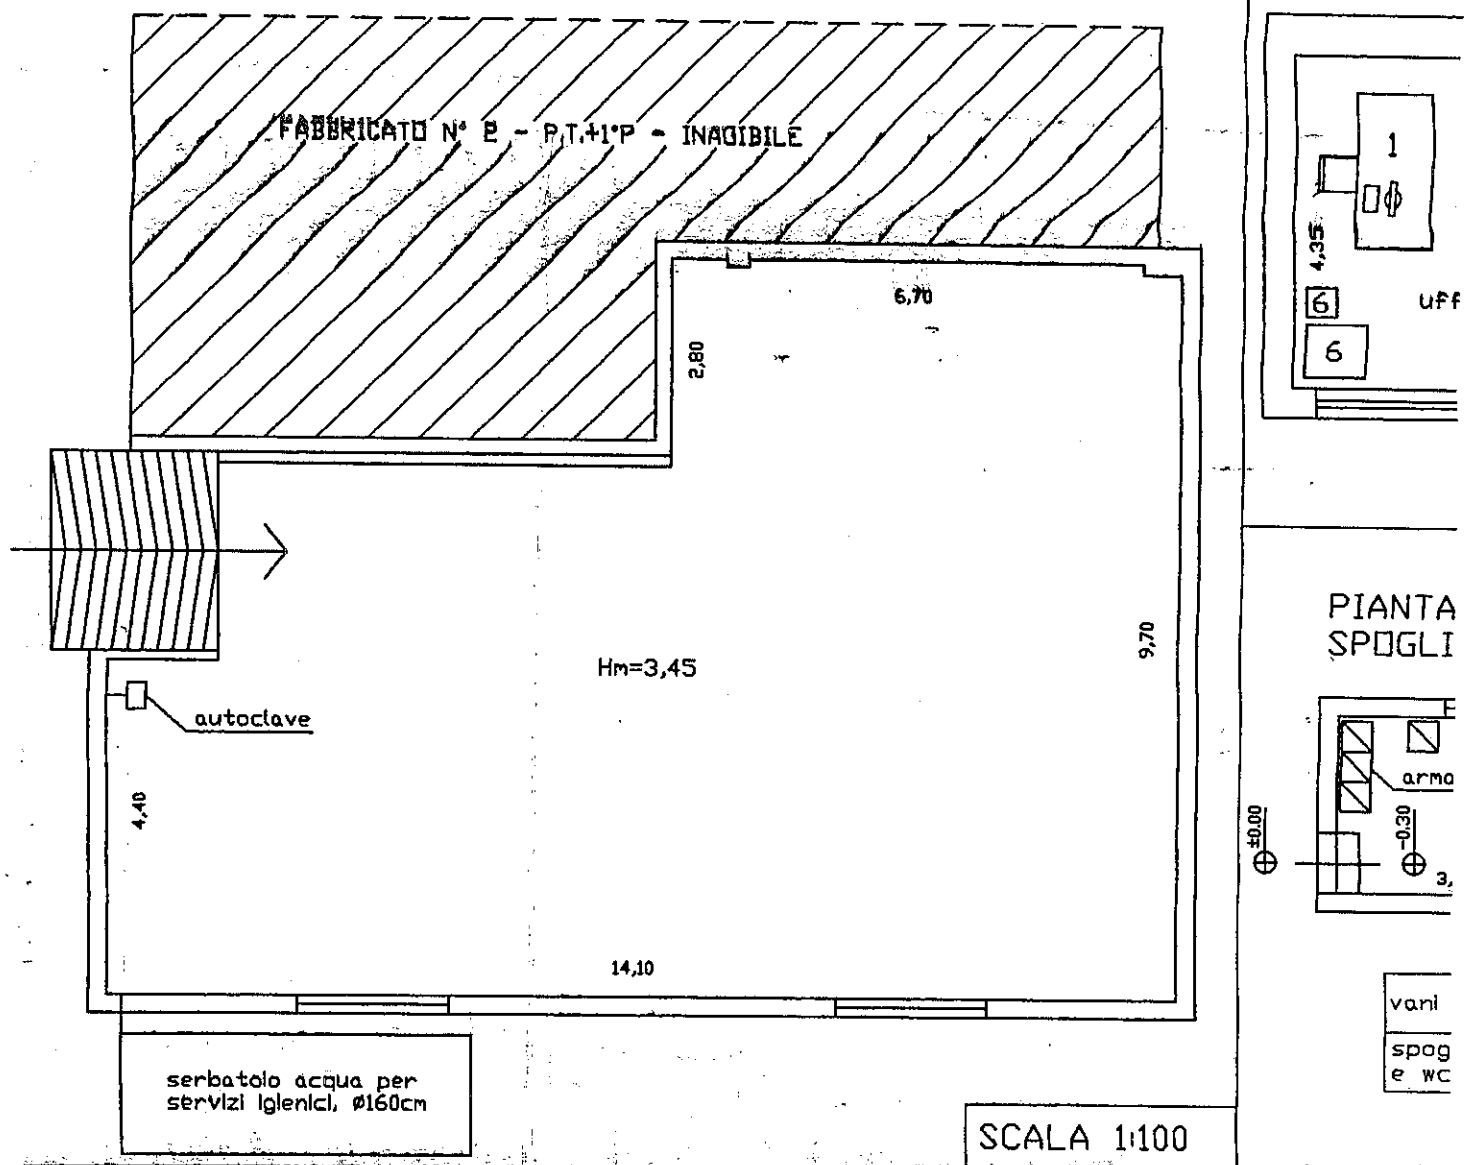 FABBRICATO N° 2 - P.T.+1°P - INAGIBILE
6,70
2,80
Hm=3,45
9,70
autoclave
4,40
14,10
serbatoio acqua per
servizi igienici, ø160cm
SCALA 1:100
1
4,35
6
uff
6
PIANTA
SPOGLI
arma
±0.00
-0.30
3,
vani
spog
e wc